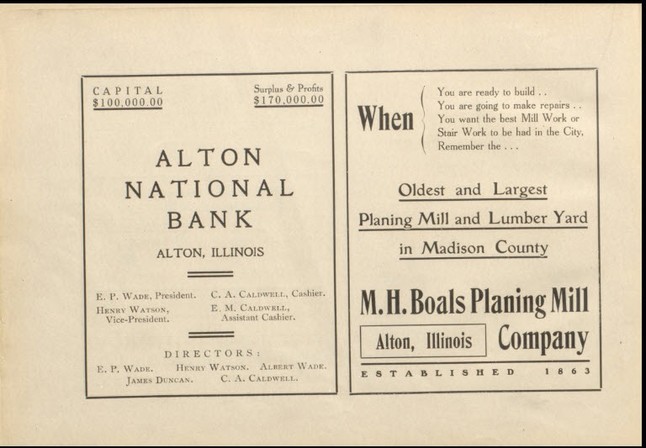 CAPITAL
$100,000.00
Surplus & Profits
$170,000.00
ALTON
NATIONAL
BANK
ALTON, ILLINOIS
E. P. WADE, President. C. A. CALDWELL, Cashier.
HENRY WATSON, E. M. CALDWELL,
Vice-President. Assistant Cashier.
DIRECTORS:
E. P. WADE. HENRY WATSON. ALBERT WADE.
JAMES DUNCAN. C. A. CALDWELL.
When
You are ready to build . .
You are going to make repairs . .
You want the best Mill Work or
Stair Work to be had in the City,
Remember the . . .
Oldest and Largest
Planing Mill and Lumber Yard
in Madison County
M. H. Boals Planing Mill
Alton, Illinois Company
ESTABLISHED 1863